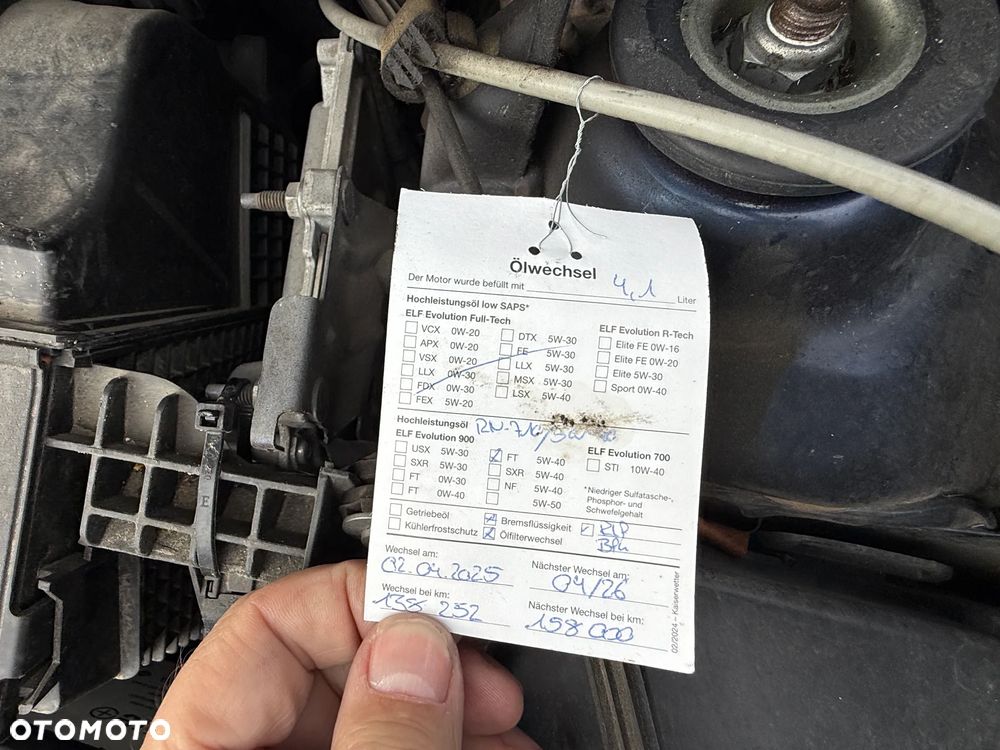 Ölwechsel
Der Motor wurde befüllt mit 4,1 Liter
Hochleistungsöl low SAPS*
ELF Evolution Full-Tech
VCX 0W-20
APX 0W-20
VSX 0W-20
LLX 0W-30
FDX 0W-30
FEX 5W-20
DTX 5W-30
FE 5W-30
LLX 5W-30
MSX 5W-30
LSX 5W-40
ELF Evolution R-Tech
Elite FE 0W-16
Elite FE 0W-20
Elite 5W-30
Sport 0W-40
Hochleistungsöl
ELF Evolution 900
USX 5W-30
SXR 5W-30
FT 0W-30
FT 0W-40
FT 5W-40
SXR 5W-40
NF 5W-40
5W-50
ELF Evolution 700
STI 10W-40
*Niedriger Sulfatasche-,
Phosphor- und
Schwefelgehalt
Getriebeöl
Kühlerfrostschutz
Bremsflüssigkeit
Ölfilterwechsel
Wechsel am:
02.04.2025
Nächster Wechsel am:
04/26
Wechsel bei km:
138 252
Nächster Wechsel bei km:
158 000
02/2024 – Kaiserwetter
E
OTOMOTO